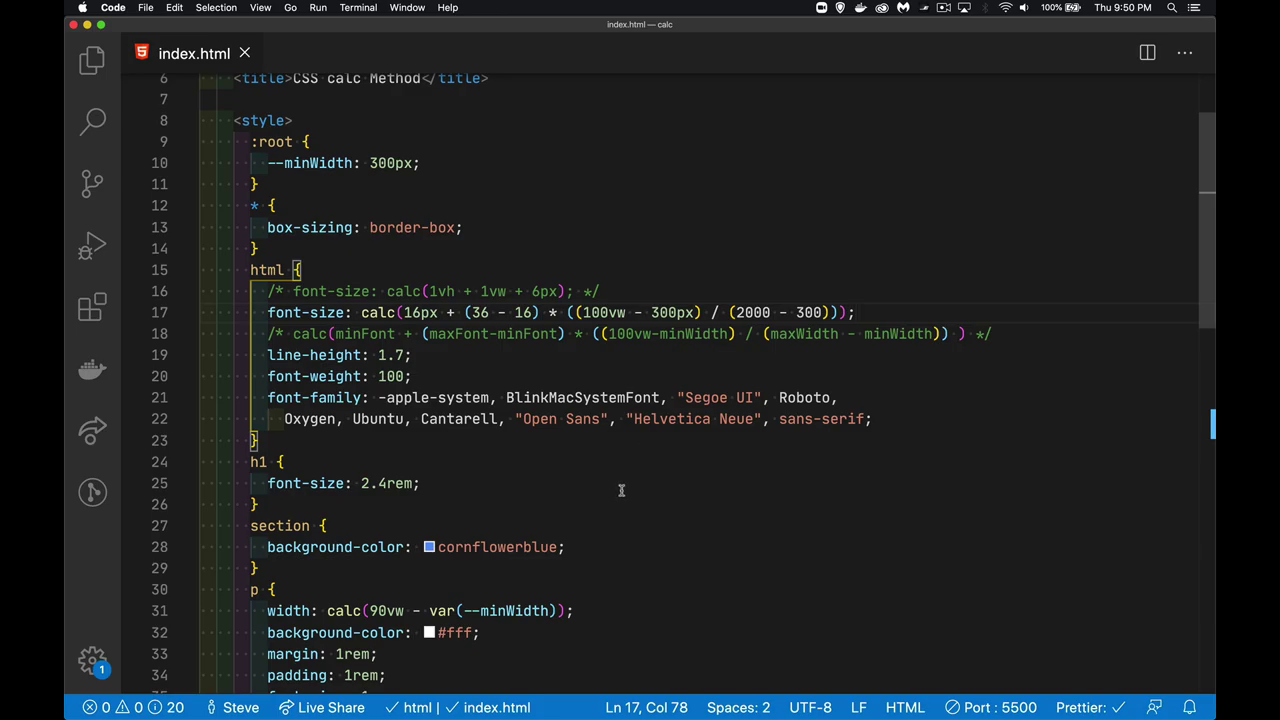 Code File Edit Selection View Go Run Terminal Window Help 100% Thu 9:50 PM
index.html — calc
index.html
6 <title>CSS calc Method</title>
7
8 <style>
9 :root {
10 --minWidth: 300px;
11 }
12 * {
13 box-sizing: border-box;
14 }
15 html {
16 /* font-size: calc(1vh + 1vw + 6px); */
17 font-size: calc(16px + (36 - 16) * ((100vw - 300px) / (2000 - 300)));
18 /* calc(minFont + (maxFont-minFont) * ((100vw-minWidth) / (maxWidth - minWidth)) ) */
19 line-height: 1.7;
20 font-weight: 100;
21 font-family: -apple-system, BlinkMacSystemFont, "Segoe UI", Roboto,
22 Oxygen, Ubuntu, Cantarell, "Open Sans", "Helvetica Neue", sans-serif;
23 }
24 h1 {
25 font-size: 2.4rem;
26 }
27 section {
28 background-color: cornflowerblue;
29 }
30 p {
31 width: calc(90vw - var(--minWidth));
32 background-color: #fff;
33 margin: 1rem;
34 padding: 1rem;
1
0 0 20 Steve Live Share html index.html Ln 17, Col 78 Spaces: 2 UTF-8 LF HTML Port : 5500 Prettier: